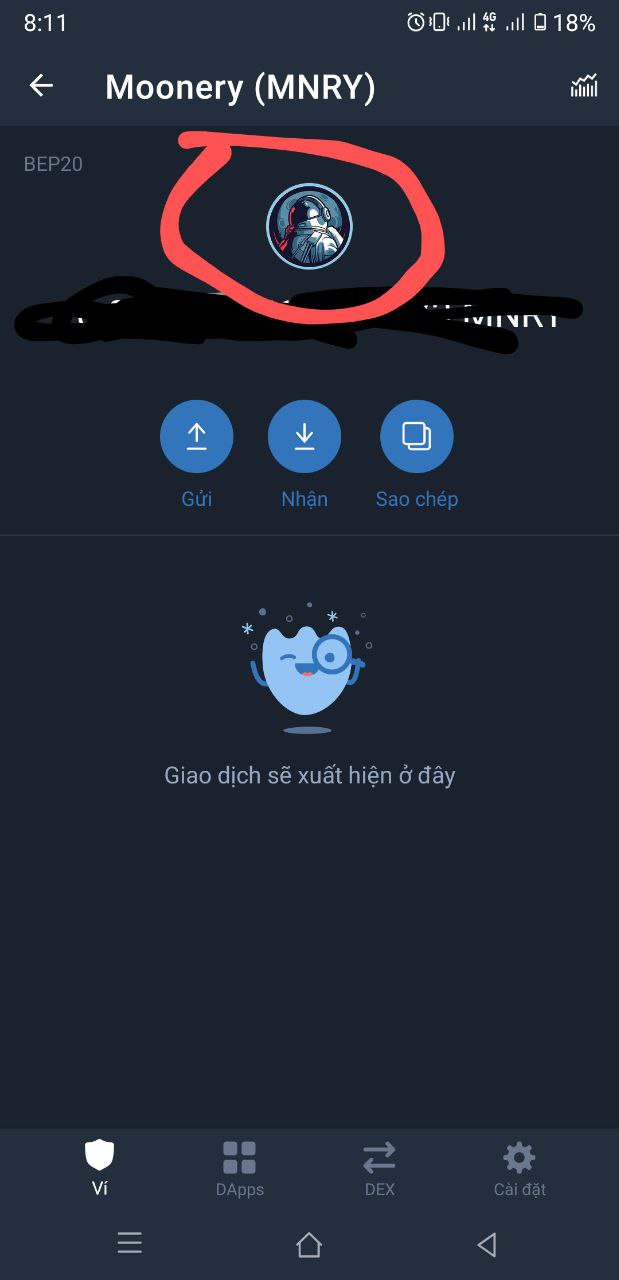 8:11
4G
18%
Moonery (MNRY)
BEP20
MNRY
Gửi
Nhận
Sao chép
Giao dịch sẽ xuất hiện ở đây
Ví
DApps
DEX
Cài đặt